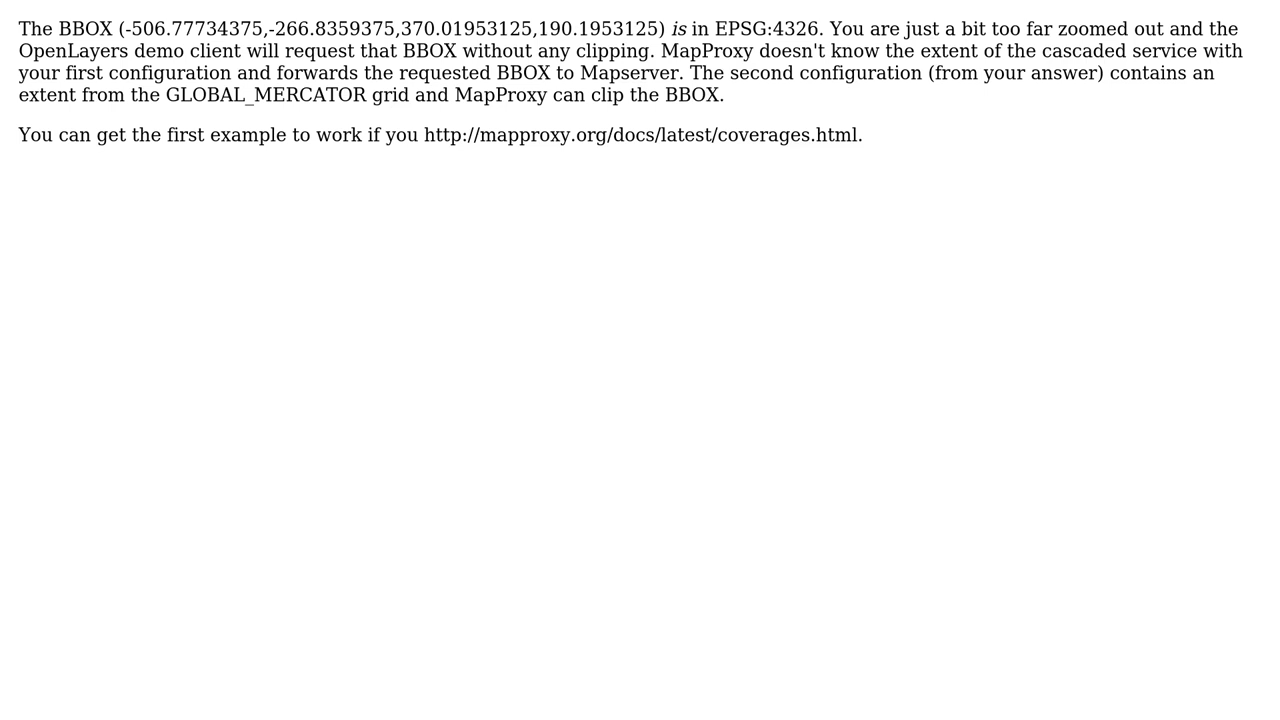 The BBOX (-506.77734375,-266.8359375,370.01953125,190.1953125) is in EPSG:4326. You are just a bit too far zoomed out and the
OpenLayers demo client will request that BBOX without any clipping. MapProxy doesn't know the extent of the cascaded service with
your first configuration and forwards the requested BBOX to Mapserver. The second configuration (from your answer) contains an
extent from the GLOBAL_MERCATOR grid and MapProxy can clip the BBOX.
You can get the first example to work if you http://mapproxy.org/docs/latest/coverages.html.